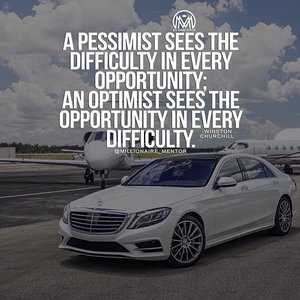 A PESSIMIST SEES THE
DIFFICULTY IN EVERY
OPPORTUNITY;
AN OPTIMIST SEES THE
OPPORTUNITY IN EVERY
DIFFICULTY.
-WINSTON
CHURCHILL
@MILLIONAIRE_MENTOR